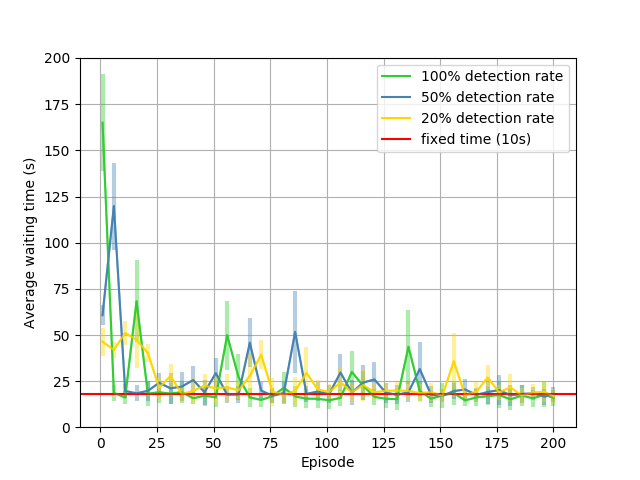 200
175
150
125
100
75
50
25
0
Average waiting time (s)
100% detection rate
50% detection rate
20% detection rate
fixed time (10s)
0 25 50 75 100 125 150 175 200
Episode